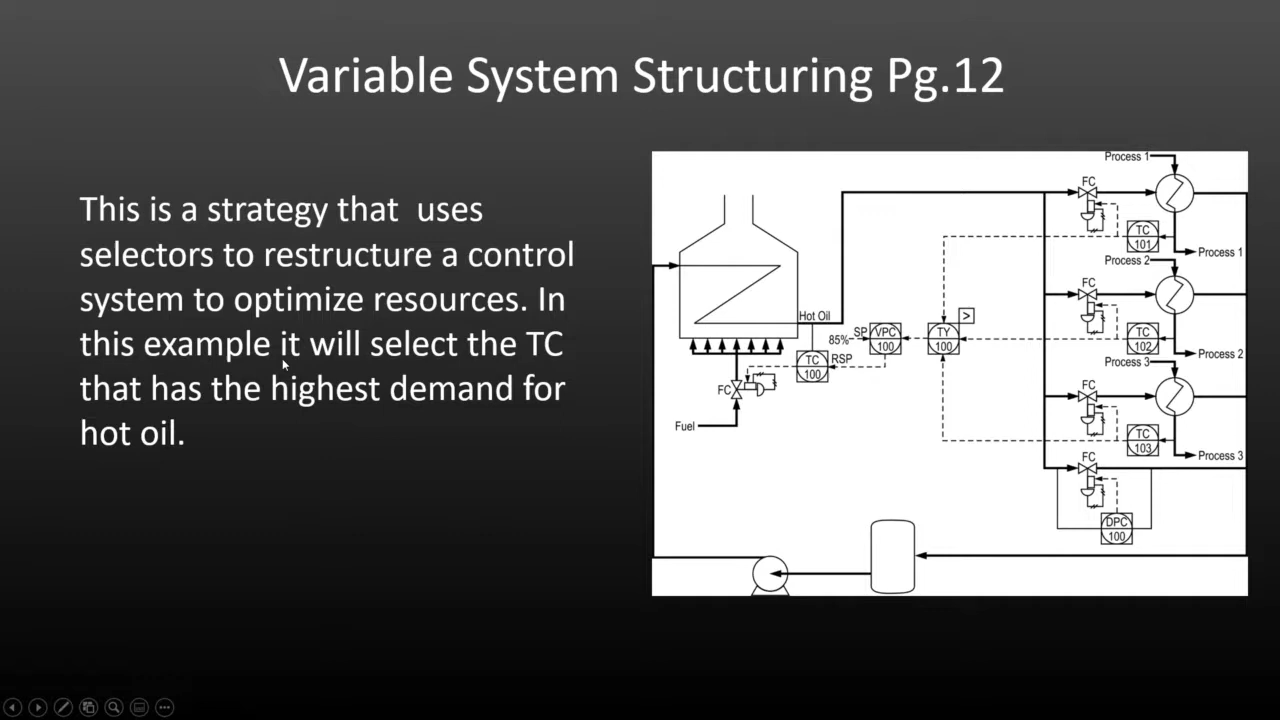 Variable System Structuring Pg.12
This is a strategy that  uses
selectors to restructure a control
system to optimize resources. In
this example it will select the TC
that has the highest demand for
hot oil.
Process 1
FC
TC
101
Process 1
Process 2
FC
Hot Oil
85%
SP
VPC
100
TY
100
>
TC
102
Process 2
TC
100
RSP
Process 3
FC
FC
Fuel
TC
103
Process 3
FC
DPC
100